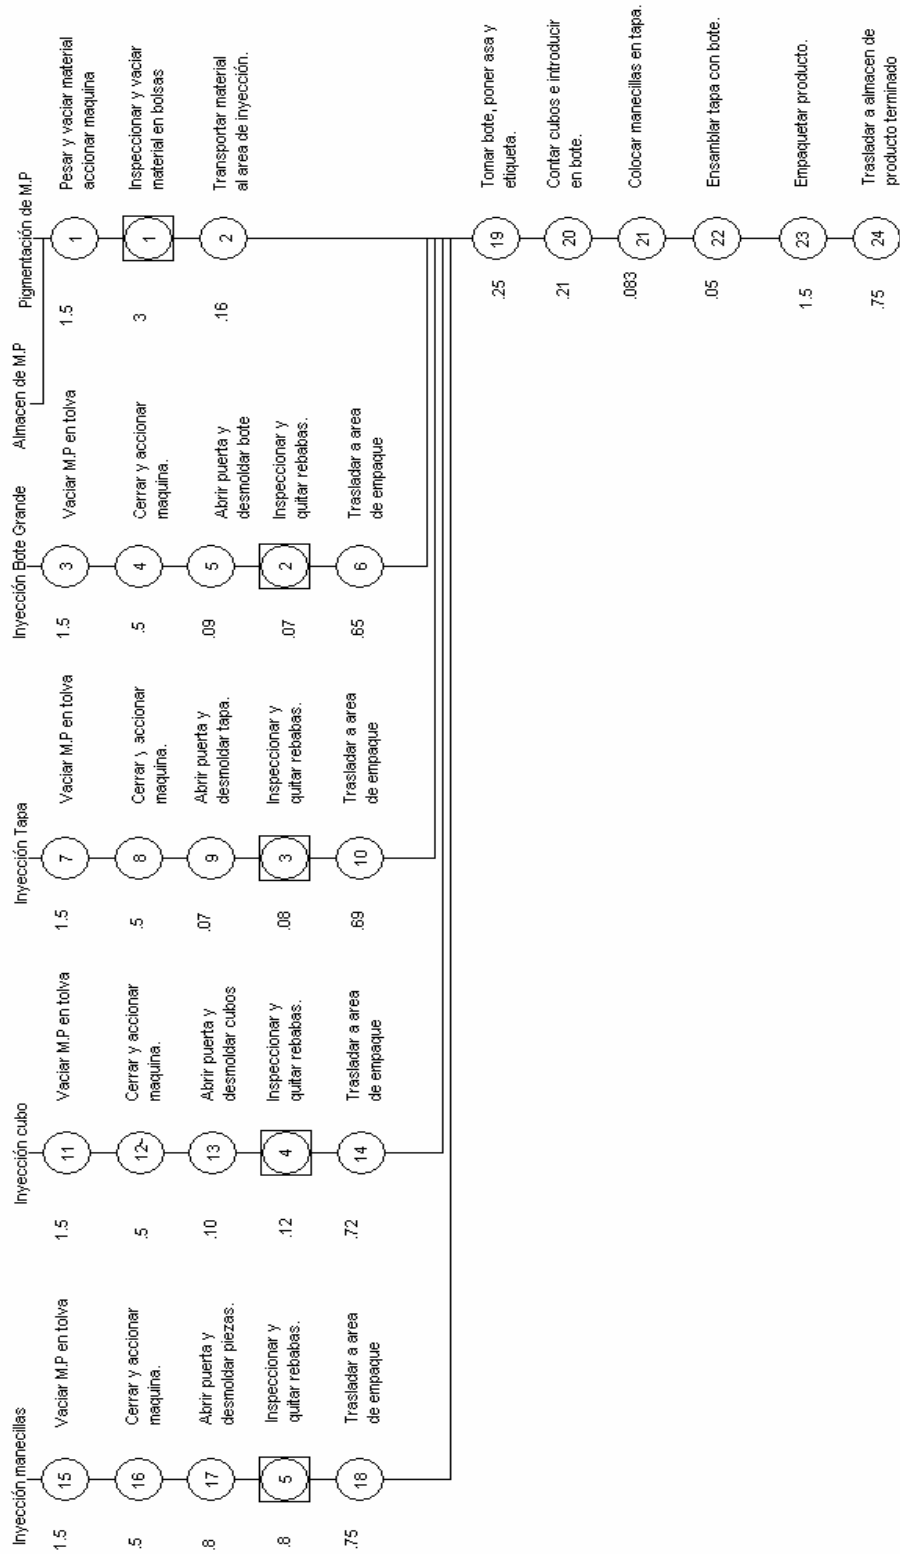 Inyección manecillas
1.5
15
Vaciar M.P en tolva
.5
16
Cerrar y accionar
maquina.
.8
17
Abrir puerta y
desmoldar piezas.
.8
5
Inspeccionar y
quitar rebabas.
.75
18
Trasladar a area
de empaque
Inyección cubo
1.5
11
Vaciar M.P en tolva
.5
12
Cerrar y accionar
maquina.
.10
13
Abrir puerta y
desmoldar cubos
.12
4
Inspeccionar y
quitar rebabas.
.72
14
Trasladar a area
de empaque
Inyección Tapa
1.5
7
Vaciar M.P en tolva
.5
8
Cerrar y accionar
maquina.
.07
9
Abrir puerta y
desmoldar tapa.
.08
3
Inspeccionar y
quitar rebabas.
.69
10
Trasladar a area
de empaque
Inyección Bote Grande
1.5
3
Vaciar M.P en tolva
.5
4
Cerrar y accionar
maquina.
.09
5
Abrir puerta y
desmoldar bote
.07
2
Inspeccionar y
quitar rebabas.
.65
6
Trasladar a area
de empaque
Almacen de M.P
Pigmentación de M.P
1.5
1
Pesar y vaciar material
accionar maquina
3
1
Inspeccionar y vaciar
material en bolsas
.16
2
Transportar material
al area de inyección.
.25
19
Tomar bote, poner asa y
etiqueta.
.21
20
Contar cubos e introducir
en bote.
.083
21
Colocar manecillas en tapa.
.05
22
Ensamblar tapa con bote.
1.5
23
Empaquetar producto.
.75
24
Trasladar a almacen de
producto terminado